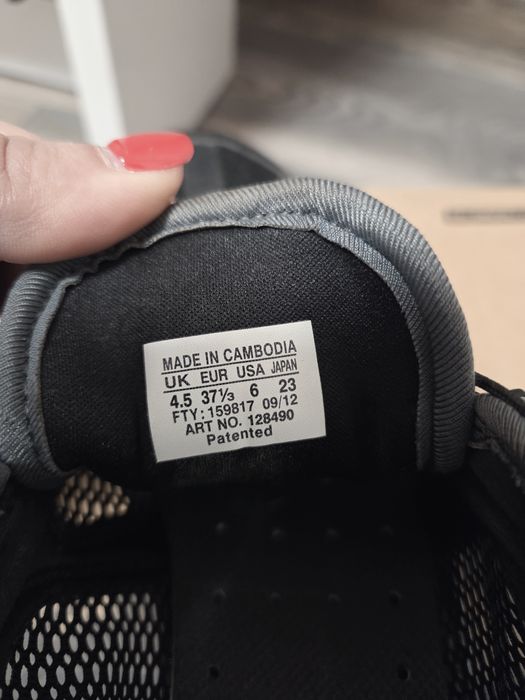 MADE IN CAMBODIA
UK EUR USA JAPAN
4.5 37⅓ 6 23
FTY: 159817 09/12
ART NO. 128490
Patented